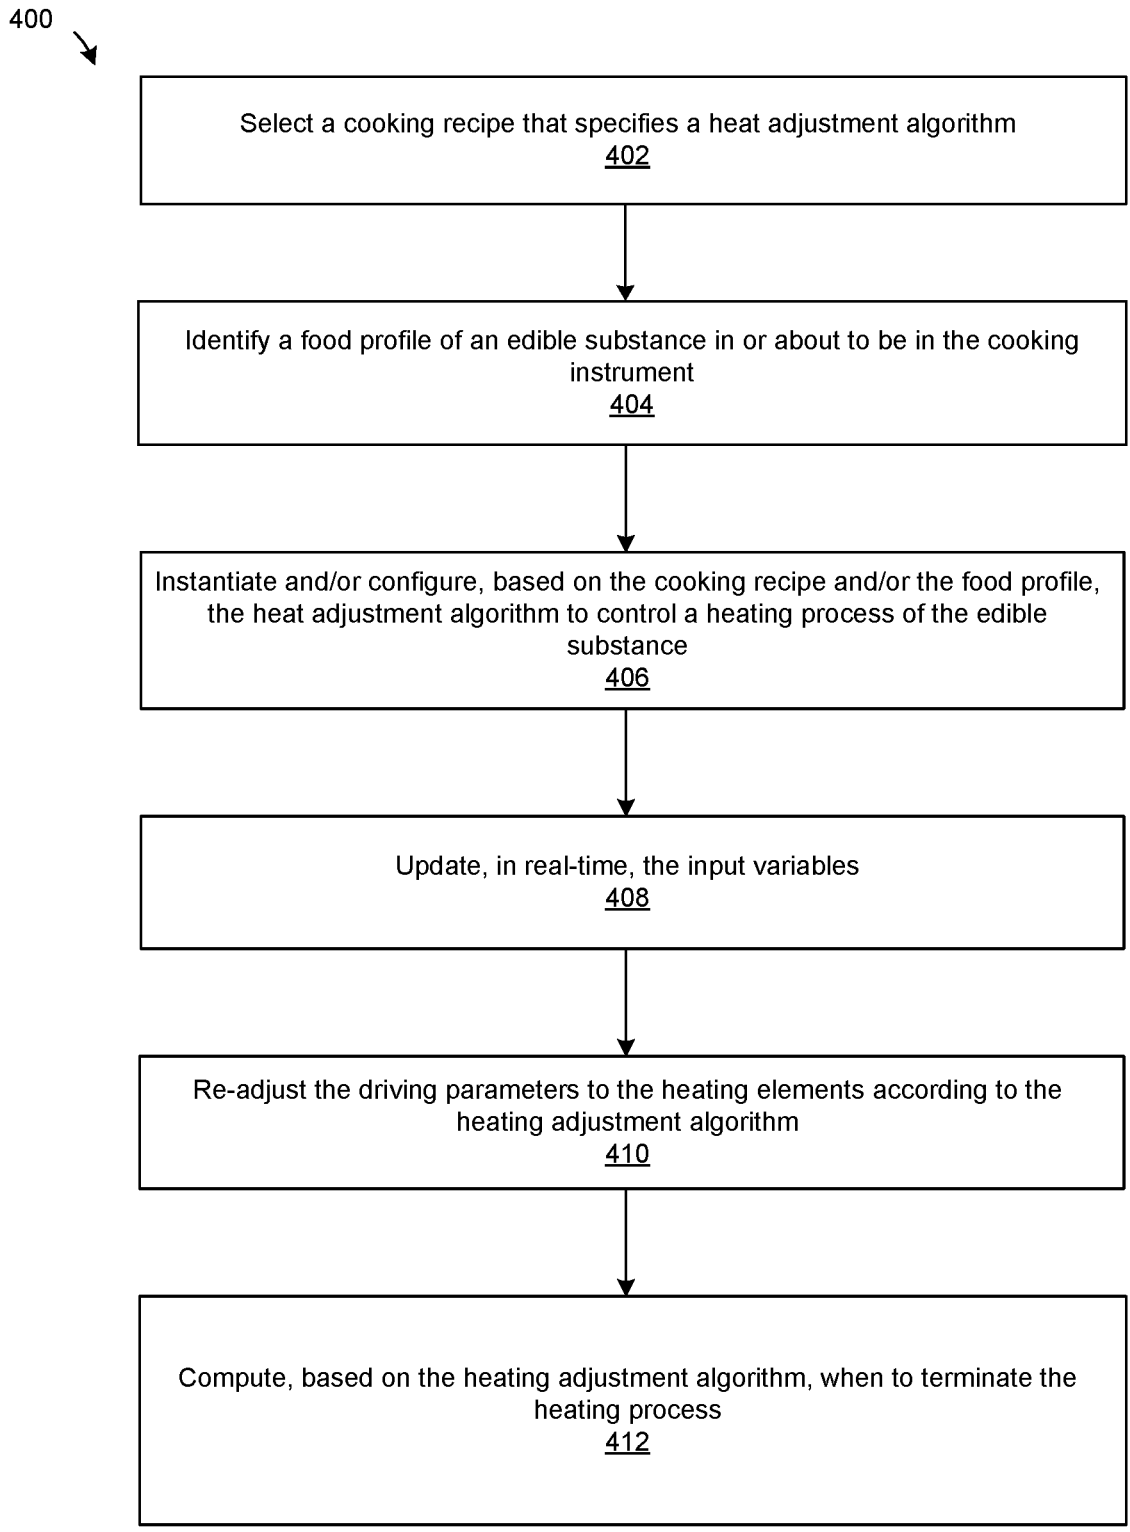 400
Select a cooking recipe that specifies a heat adjustment algorithm
402
Identify a food profile of an edible substance in or about to be in the cooking
instrument
404
Instantiate and/or configure, based on the cooking recipe and/or the food profile,
the heat adjustment algorithm to control a heating process of the edible
substance
406
Update, in real-time, the input variables
408
Re-adjust the driving parameters to the heating elements according to the
heating adjustment algorithm
410
Compute, based on the heating adjustment algorithm, when to terminate the
heating process
412